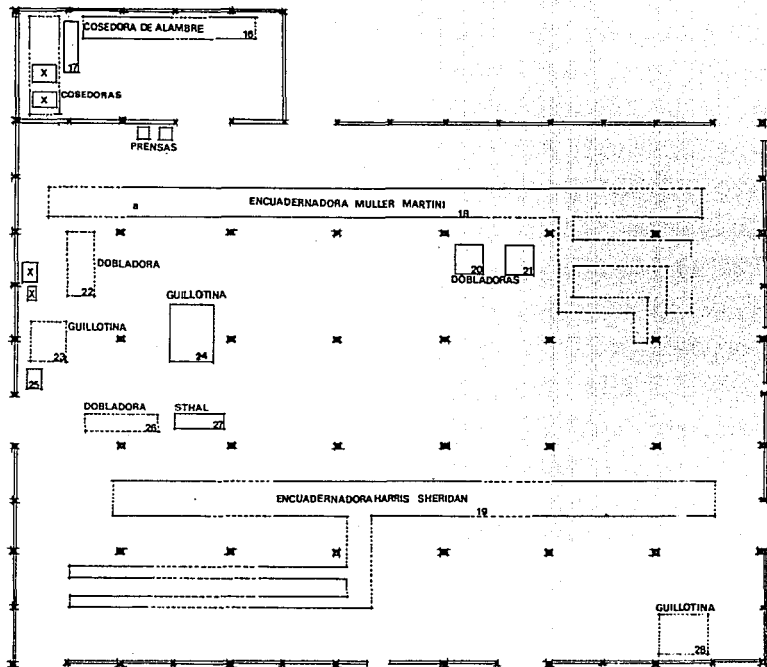 COSEDORA DE ALAMBRE
16
17
X
X
COSEDORAS
PRENSAS
a
ENCUADERNADORA MULLER MARTINI
18
DOBLADORA
22
X
X
20
21
DOBLADORAS
GUILLOTINA
24
GUILLOTINA
23
25
DOBLADORA
26
STHAL
27
ENCUADERNADORA HARRIS SHERIDAN
19
GUILLOTINA
28